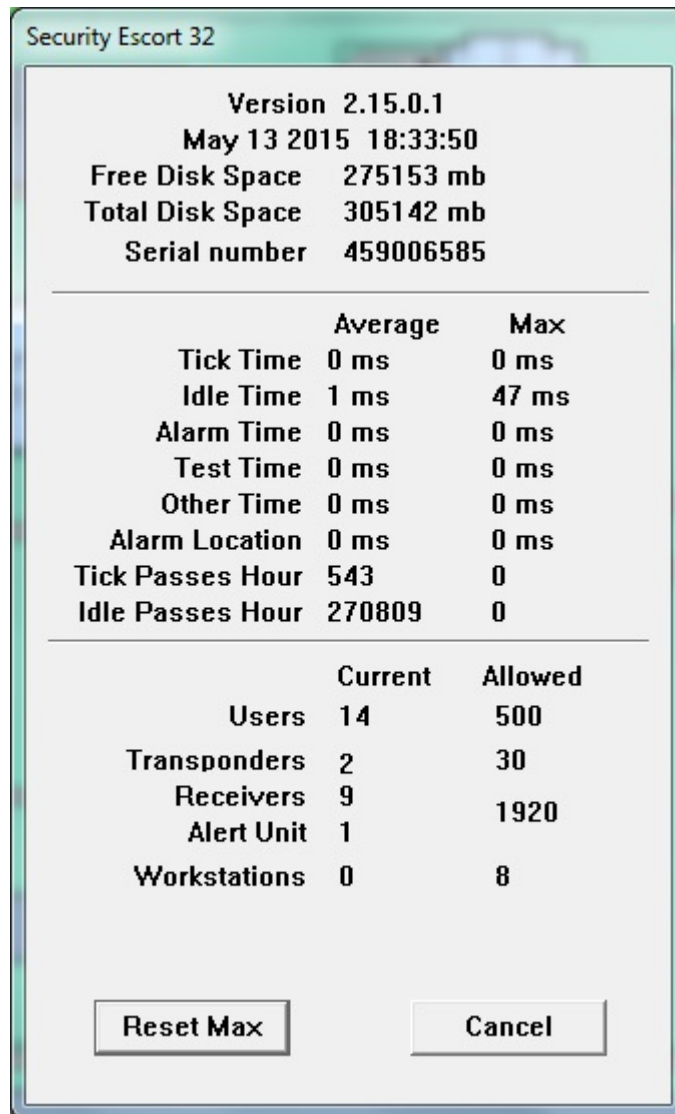 Security Escort 32
Version 2.15.0.1
May 13 2015 18:33:50
Free Disk Space 275153 mb
Total Disk Space 305142 mb
Serial number 459006585
Average Max
Tick Time 0 ms 0 ms
Idle Time 1 ms 47 ms
Alarm Time 0 ms 0 ms
Test Time 0 ms 0 ms
Other Time 0 ms 0 ms
Alarm Location 0 ms 0 ms
Tick Passes Hour 543 0
Idle Passes Hour 270809 0
Current Allowed
Users 14 500
Transponders 2 30
Receivers 9
1920
Alert Unit 1
Workstations 0 8
Reset Max Cancel